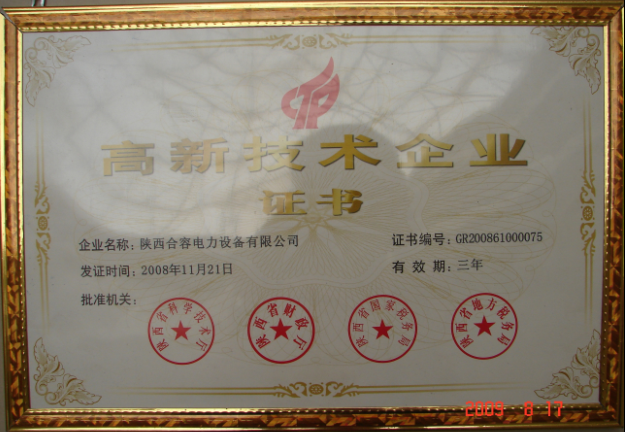 高新技术企业
证书
企业名称：陕西合容电力设备有限公司
证书编号：GR200861000075
发证时间：2008年11月21日
有 效 期：三年
批准机关：
陕西省科学技术厅
陕西省财政厅
陕西省国家税务局
陕西省地方税务局
2009 8 17